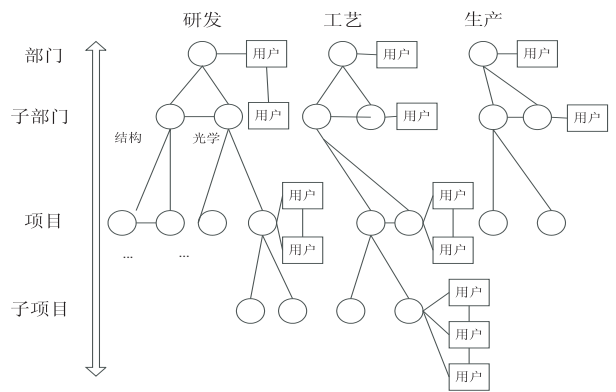 研发 工艺 生产
部门 用户 用户 用户
子部门 用户 用户 用户
结构 光学
项目 用户 用户
用户 用户
... ...
子项目 用户
用户
用户